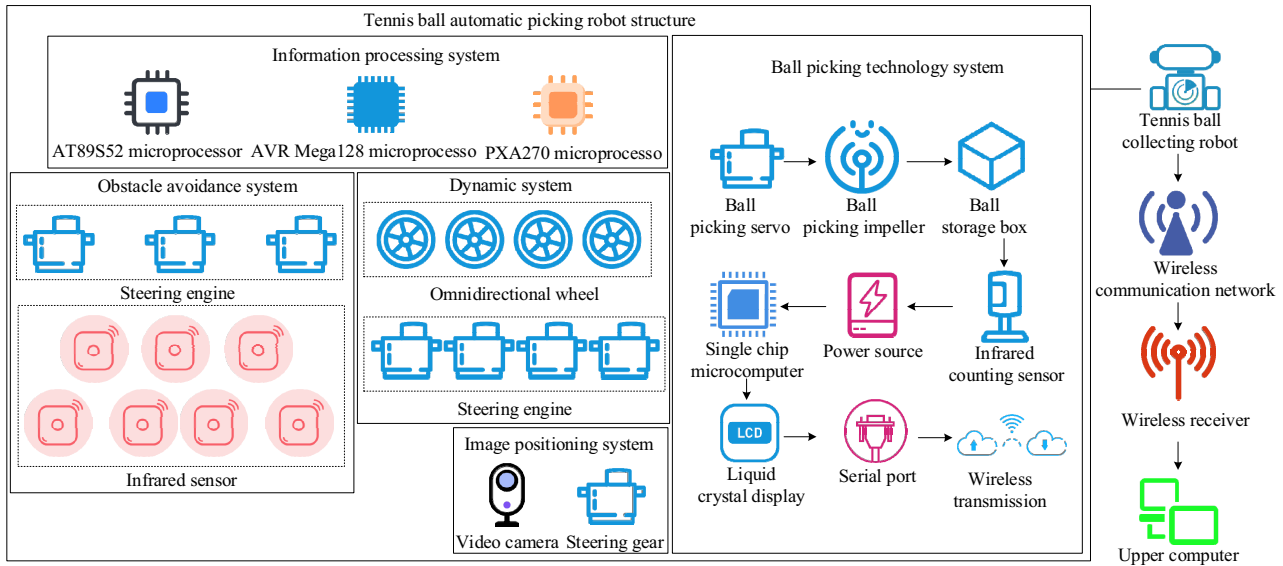 Tennis ball automatic picking robot structure
Information processing system
AT89S52 microprocessor
AVR Mega128 microprocesso
PXA270 microprocesso
Obstacle avoidance system
Steering engine
Infrared sensor
Dynamic system
Omnidirectional wheel
Steering engine
Image positioning system
Video camera
Steering gear
Ball picking technology system
Ball
picking servo
Ball
picking impeller
Ball
storage box
Single chip
microcomputer
Power source
Infrared
counting sensor
LCD
Liquid
crystal display
Serial port
Wireless
transmission
Tennis ball
collecting robot
Wireless
communication network
Wireless receiver
Upper computer